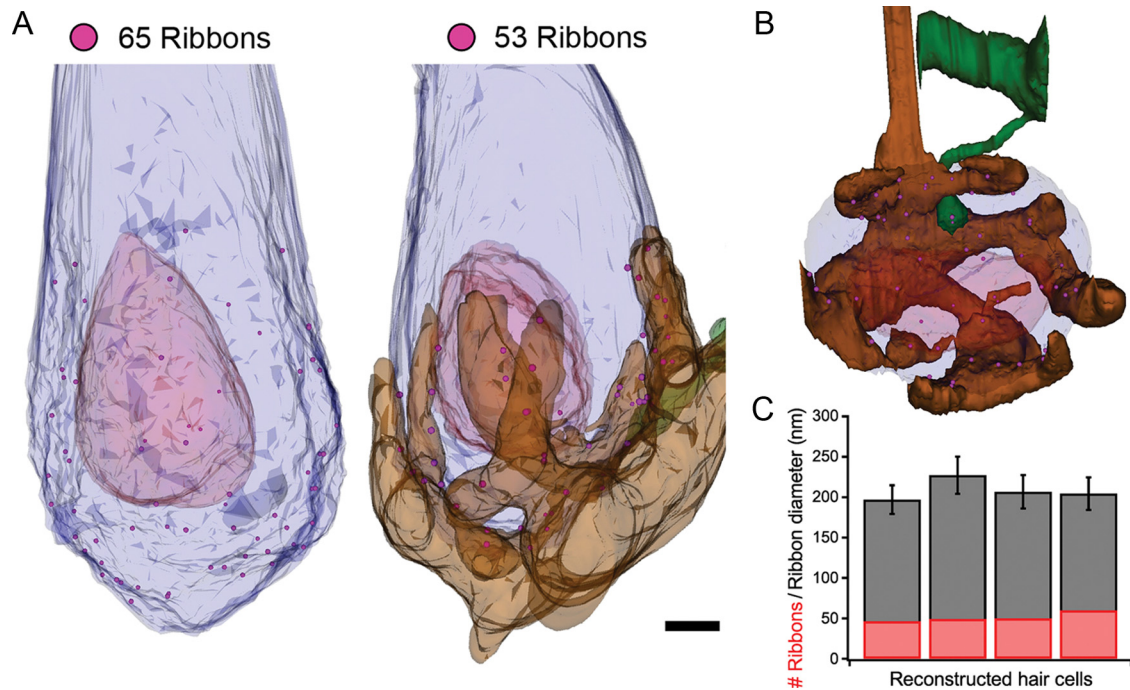 A
65 Ribbons
53 Ribbons
B
C
# Ribbons / Ribbon diameter (nm)
300
250
200
150
100
50
0
Reconstructed hair cells